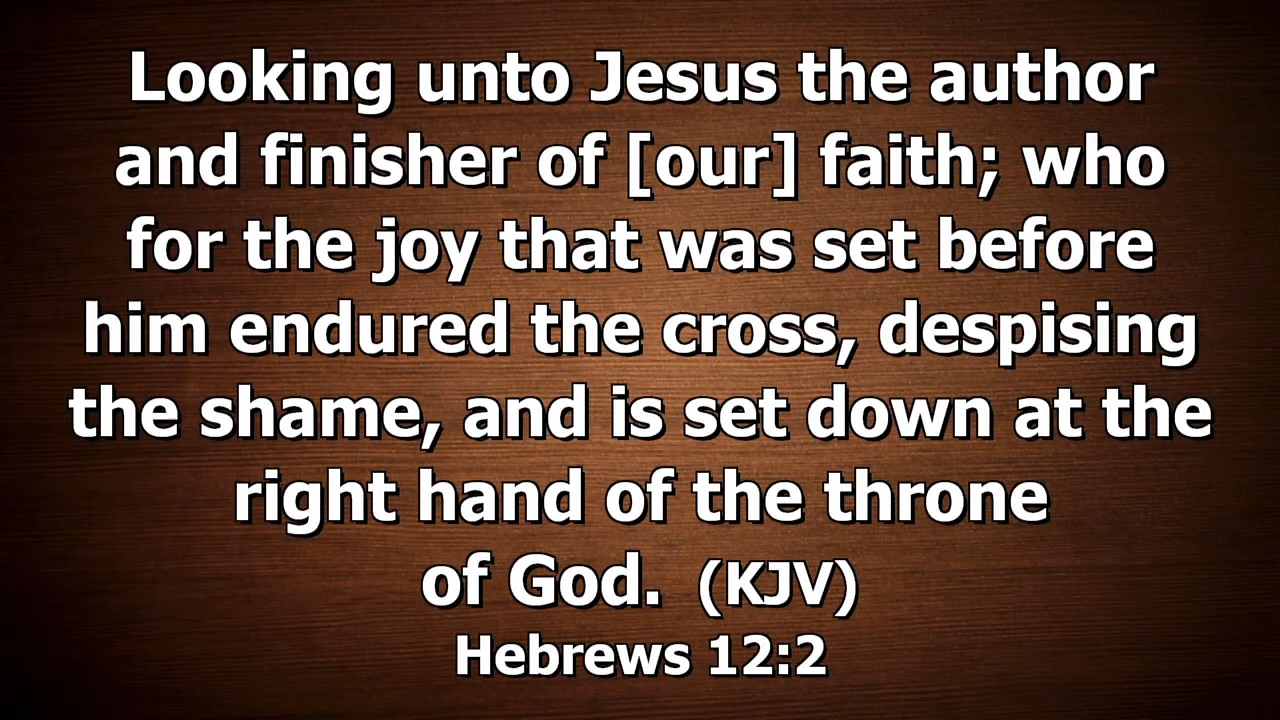 Looking unto Jesus the author
and finisher of [our] faith; who
for the joy that was set before
him endured the cross, despising
the shame, and is set down at the
right hand of the throne
of God. (KJV)
Hebrews 12:2